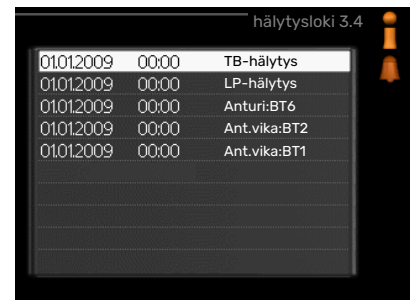 hälytysloki 3.4
01.01.2009 00:00 TB-hälytys
01.01.2009 00:00 LP-hälytys
01.01.2009 00:00 Anturi:BT6
01.01.2009 00:00 Ant.vika:BT2
01.01.2009 00:00 Ant.vika:BT1